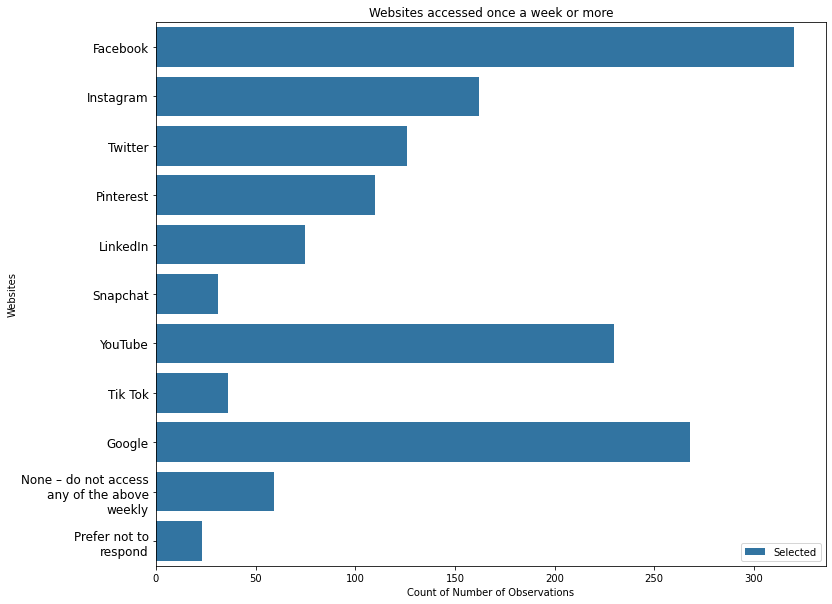 Websites accessed once a week or more
Websites
Facebook
Instagram
Twitter
Pinterest
LinkedIn
Snapchat
YouTube
Tik Tok
Google
None – do not access
any of the above
weekly
Prefer not to
respond
Selected
0 50 100 150 200 250 300
Count of Number of Observations